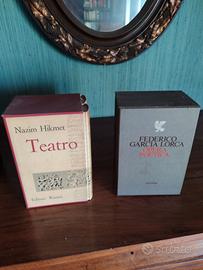 Nazim Hikmet
Teatro
Editori Riuniti
FEDERICO
GARCÍA LORCA
OPERA
POETICA
subito